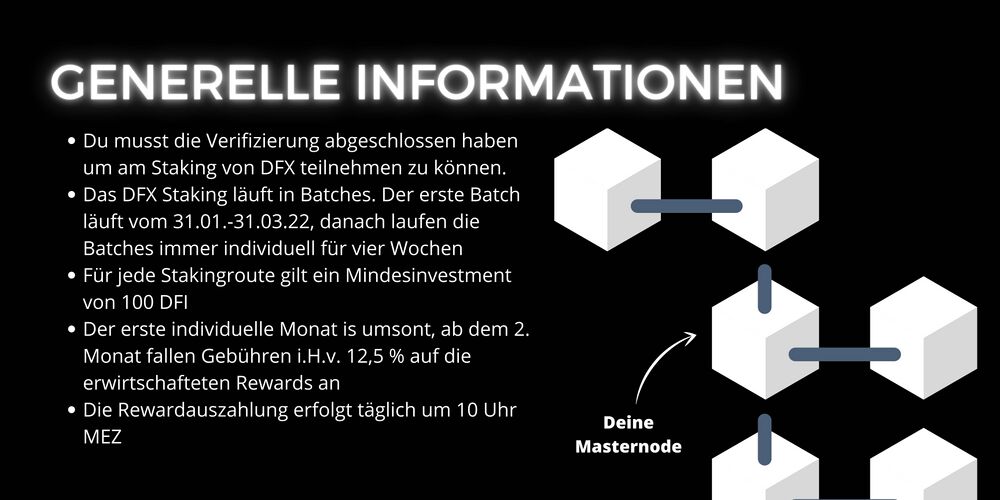 GENERELLE INFORMATIONEN
• Du musst die Verifizierung abgeschlossen haben
um am Staking von DFX teilnehmen zu können.
• Das DFX Staking läuft in Batches. Der erste Batch
läuft vom 31.01.-31.03.22, danach laufen die
Batches immer individuell für vier Wochen
• Für jede Stakingroute gilt ein Mindesinvestment
von 100 DFI
• Der erste individuelle Monat is umsont, ab dem 2.
Monat fallen Gebühren i.H.v. 12,5 % auf die
erwirtschafteten Rewards an
• Die Rewardauszahlung erfolgt täglich um 10 Uhr
MEZ
Deine
Masternode